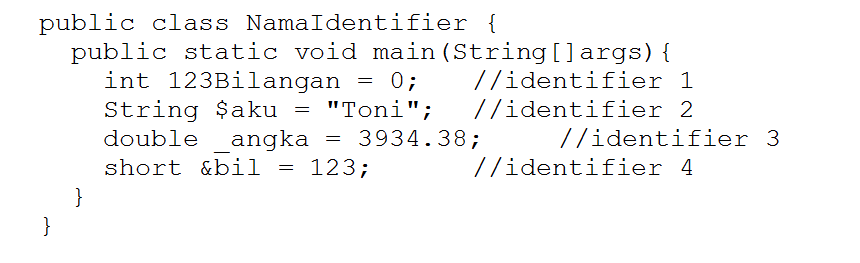 public class NamaIdentifier {
public static void main(String[]args){
int 123Bilangan = 0; //identifier 1
String $aku = "Toni"; //identifier 2
double _angka = 3934.38; //identifier 3
short &bil = 123; //identifier 4
}
}